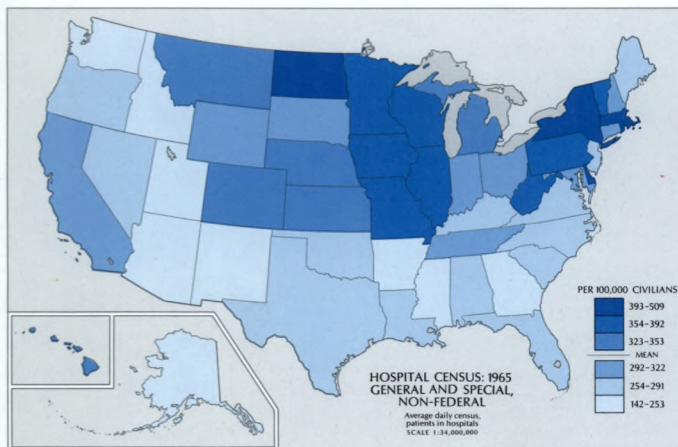 PER 100,000 CIVILIANS
393-509
354-392
323-353
MEAN
292-322
254-291
142-253
HOSPITAL CENSUS: 1965
GENERAL AND SPECIAL,
NON-FEDERAL
Average daily census,
patients in hospitals
SCALE 1:34,000,000